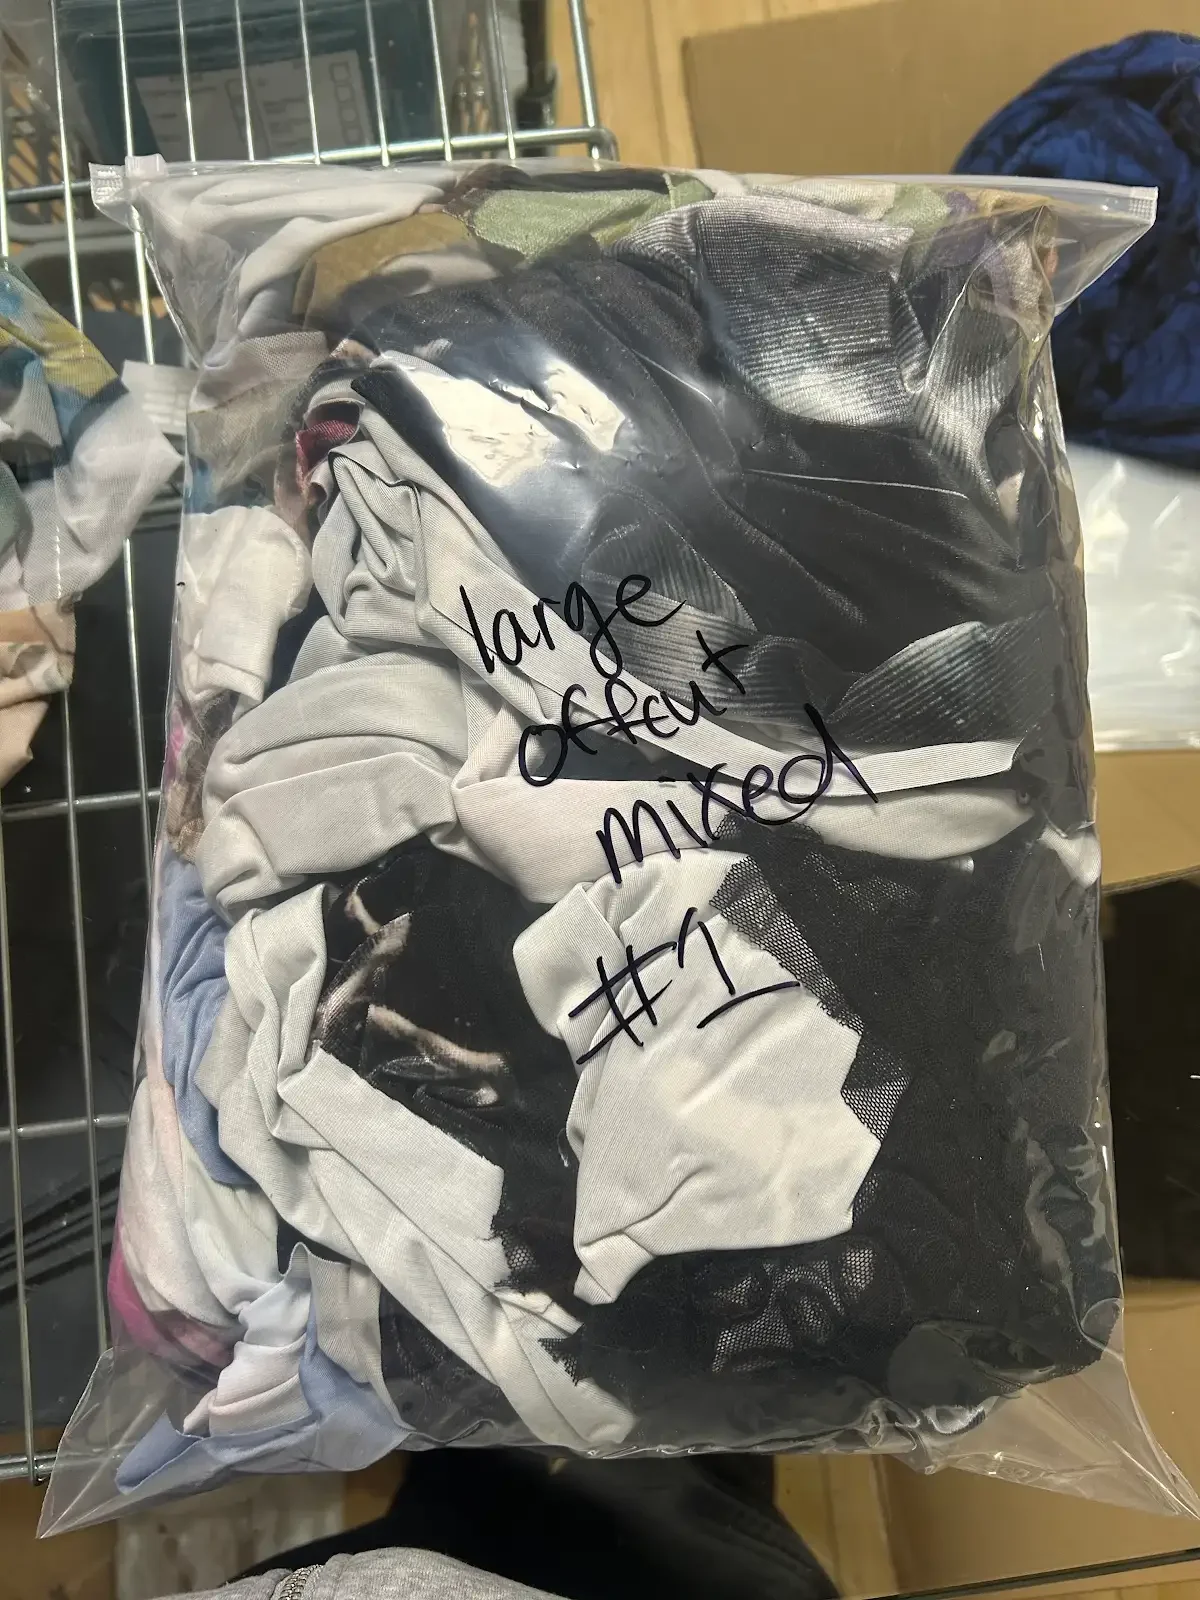 large
offcut
mixed
#1